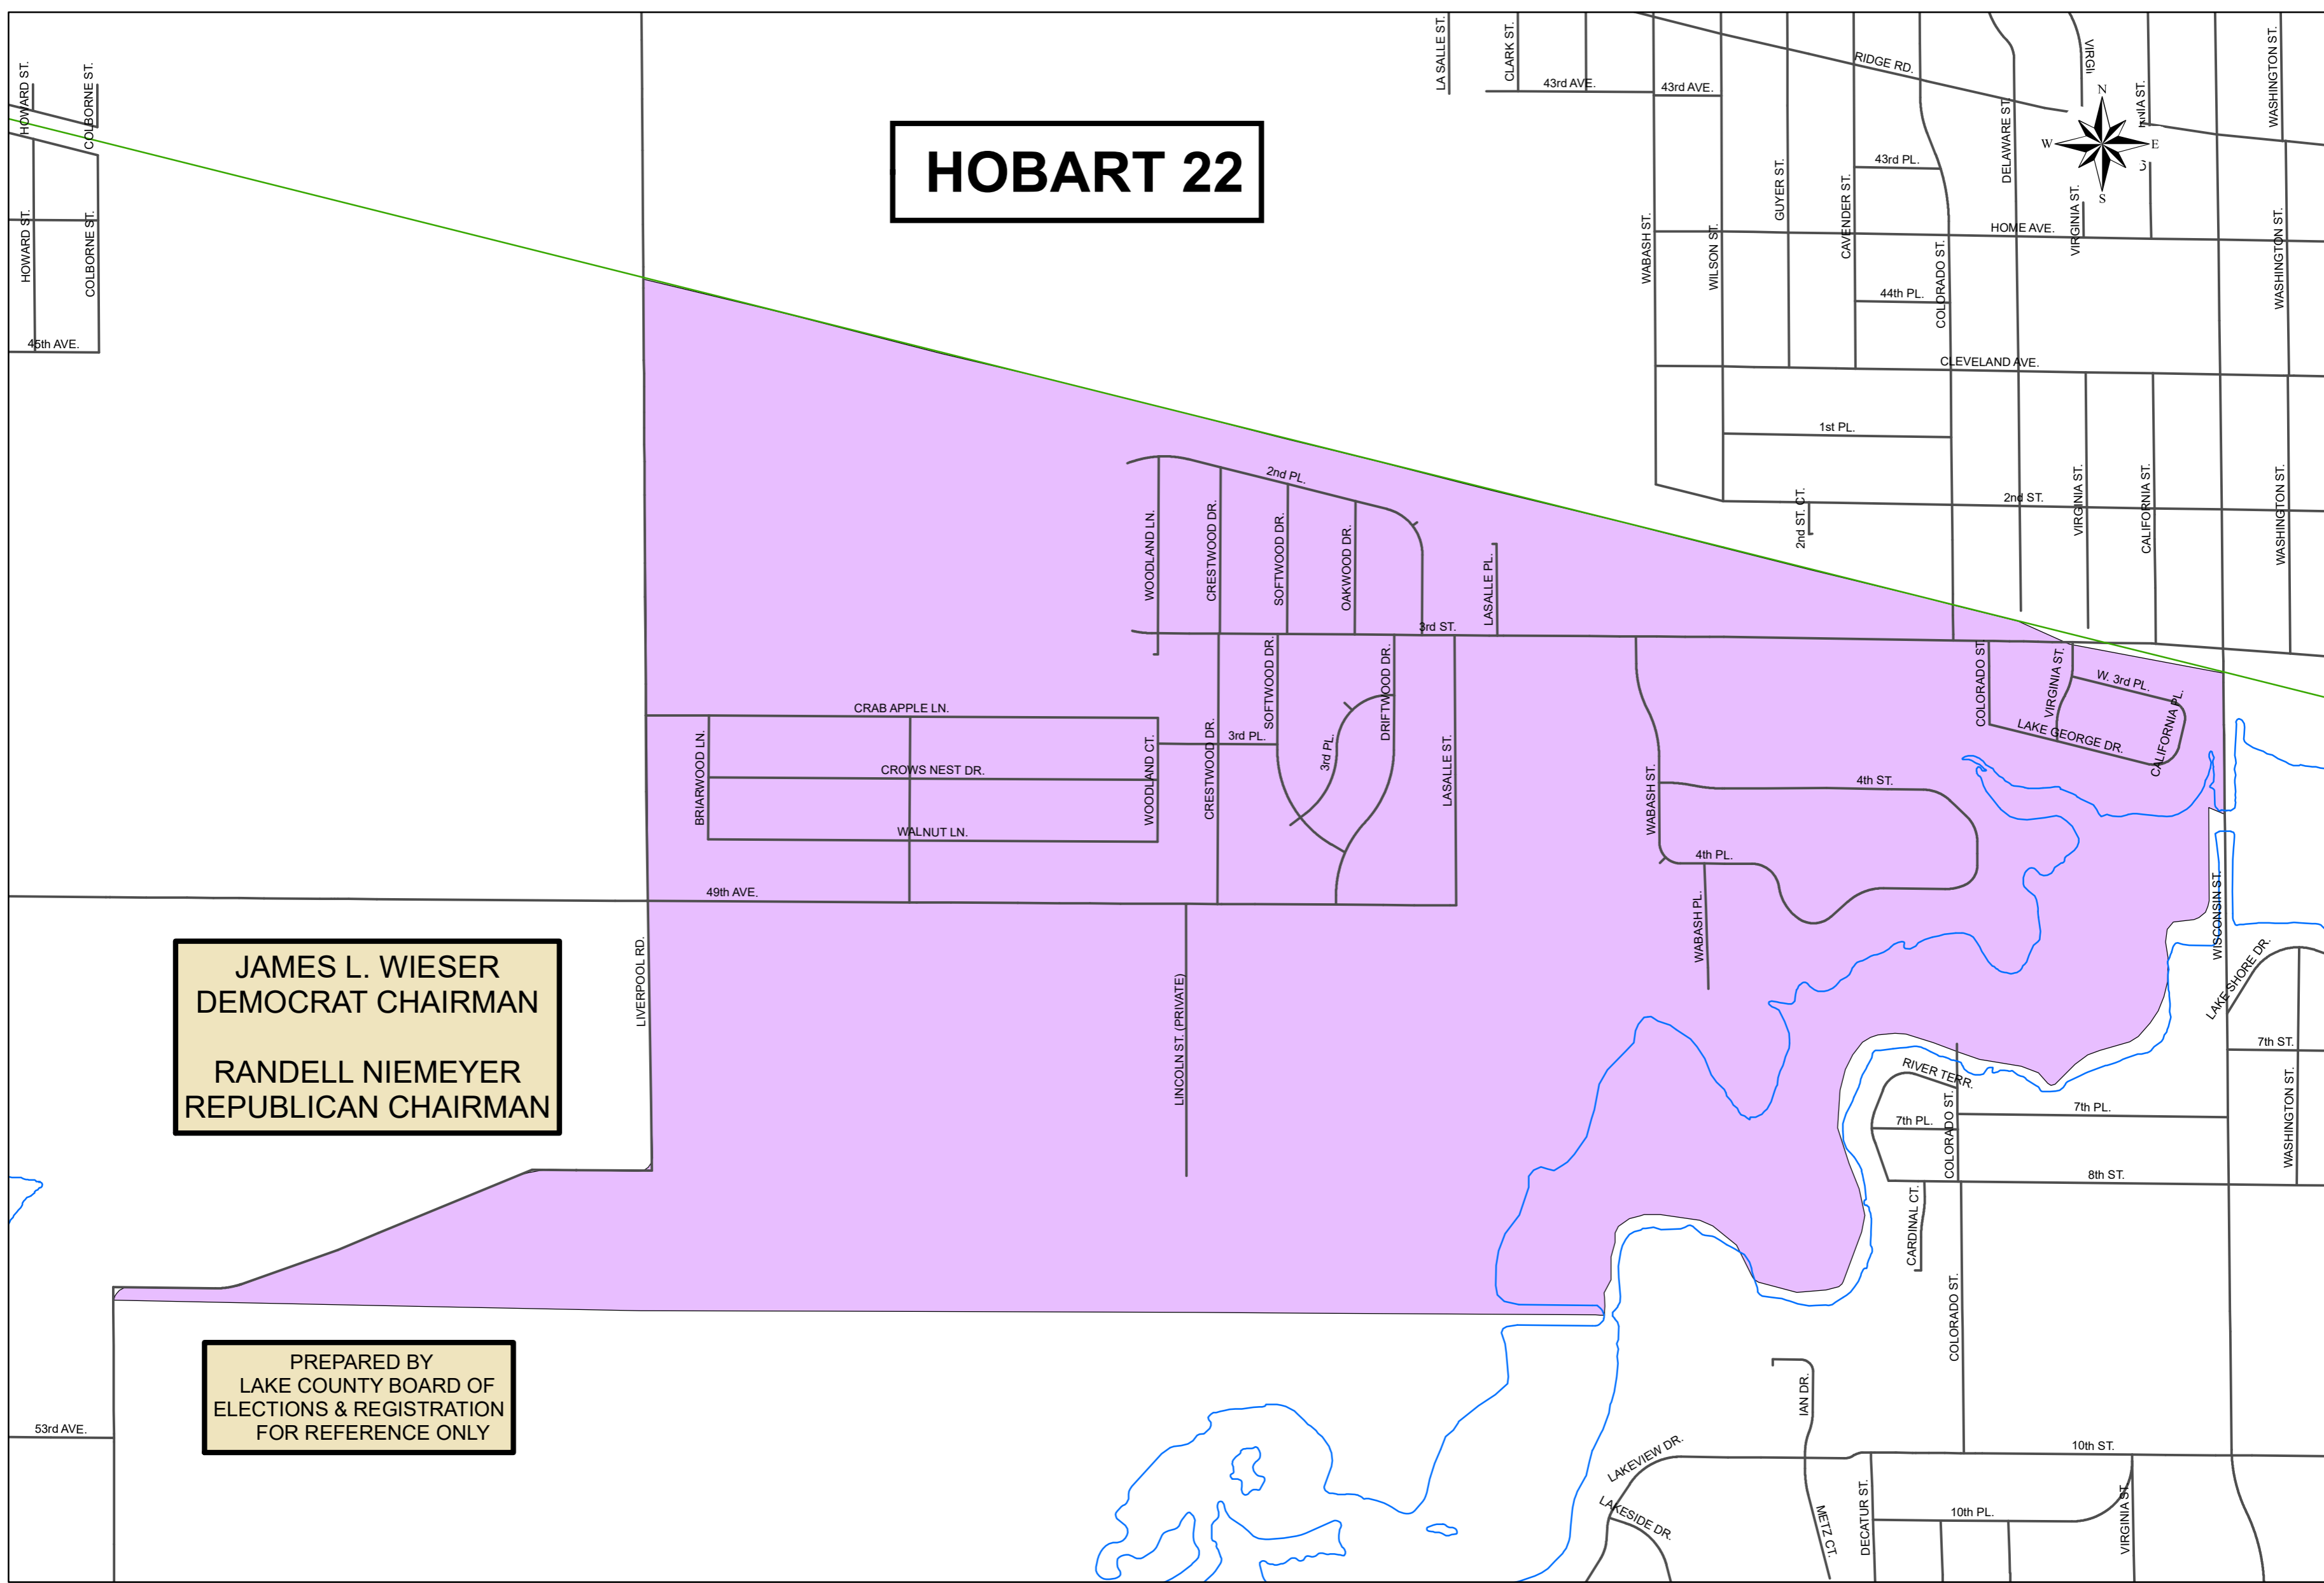 HOBART 22
N
W
E
S
JAMES L. WIESER
DEMOCRAT CHAIRMAN
RANDELL NIEMEYER
REPUBLICAN CHAIRMAN
PREPARED BY
LAKE COUNTY BOARD OF
ELECTIONS & REGISTRATION
FOR REFERENCE ONLY
HOWARD ST.
COLBORNE ST.
HOWARD ST.
COLBORNE ST.
45th AVE.
LA SALLE ST.
CLARK ST.
43rd AVE.
43rd AVE.
RIDGE RD.
WABASH ST.
WILSON ST.
GUYER ST.
CAVENDER ST.
43rd PL.
COLORADO ST.
44th PL.
DELAWARE ST.
VIRGI
NIA ST.
VIRGINIA ST.
HOME AVE.
WASHINGTON ST.
WASHINGTON ST.
CLEVELAND AVE.
1st PL.
2nd ST.
2nd ST. CT.
VIRGINIA ST.
CALIFORNIA ST.
WASHINGTON ST.
2nd PL.
WOODLAND LN.
CRESTWOOD DR.
SOFTWOOD DR.
OAKWOOD DR.
LASALLE PL.
3rd ST.
CRAB APPLE LN.
BRIARWOOD LN.
CROWS NEST DR.
WALNUT LN.
WOODLAND CT.
CRESTWOOD DR.
3rd PL.
SOFTWOOD DR.
3rd PL.
DRIFTWOOD DR.
LASALLE ST.
49th AVE.
WABASH ST.
4th ST.
4th PL.
WABASH PL.
COLORADO ST.
VIRGINIA ST.
W. 3rd PL.
LAKE GEORGE DR.
CALIFORNIA PL.
WISCONSIN ST.
LAKE SHORE DR.
LIVERPOOL RD.
LINCOLN ST. (PRIVATE)
RIVER TERR.
7th ST.
7th PL.
7th PL.
COLORADO ST.
WASHINGTON ST.
8th ST.
CARDINAL CT.
COLORADO ST.
53rd AVE.
IAN DR.
LAKEVIEW DR.
LAKESIDE DR.
METZ CT.
DECATUR ST.
10th ST.
10th PL.
VIRGINIA ST.